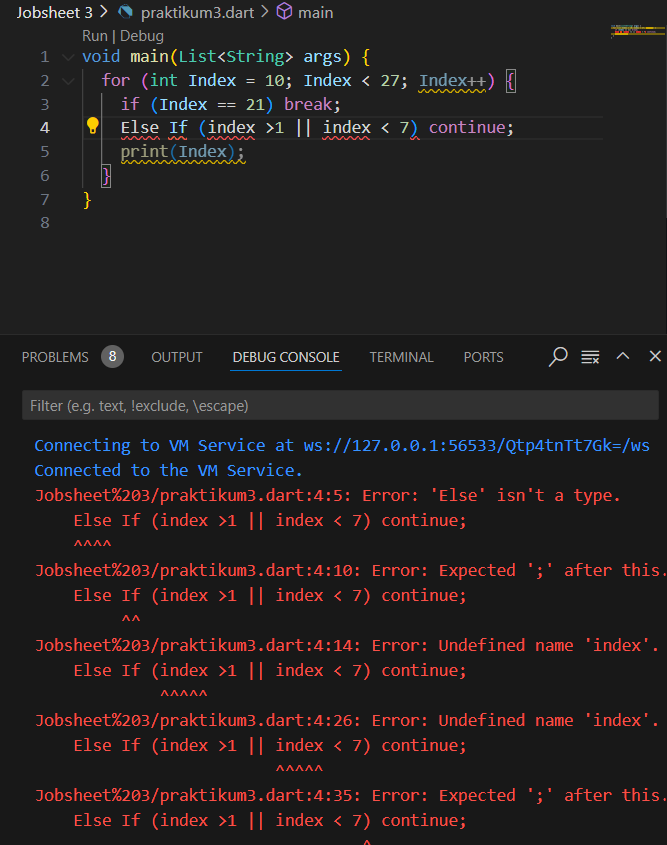 Jobsheet 3 > praktikum3.dart > main
Run | Debug
1 void main(List<String> args) {
2 for (int Index = 10; Index < 27; Index++) {
3 if (Index == 21) break;
4 Else If (index >1 || index < 7) continue;
5 print(Index);
6 }
7 }
8
PROBLEMS 8 OUTPUT DEBUG CONSOLE TERMINAL PORTS
Filter (e.g. text, !exclude, \escape)
Connecting to VM Service at ws://127.0.0.1:56533/Qtp4tnTt7Gk=/ws
Connected to the VM Service.
Jobsheet%203/praktikum3.dart:4:5: Error: 'Else' isn't a type.
Else If (index >1 || index < 7) continue;
^^^^
Jobsheet%203/praktikum3.dart:4:10: Error: Expected ';' after this.
Else If (index >1 || index < 7) continue;
^^
Jobsheet%203/praktikum3.dart:4:14: Error: Undefined name 'index'.
Else If (index >1 || index < 7) continue;
^^^^^
Jobsheet%203/praktikum3.dart:4:26: Error: Undefined name 'index'.
Else If (index >1 || index < 7) continue;
^^^^^
Jobsheet%203/praktikum3.dart:4:35: Error: Expected ';' after this.
Else If (index >1 || index < 7) continue;
^